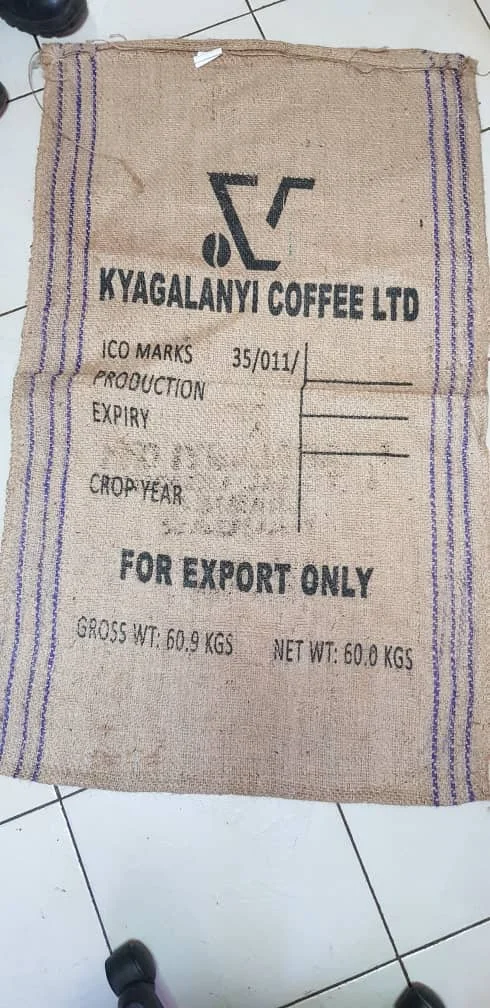 KYAGALANYI COFFEE LTD
ICO MARKS 35/011/
PRODUCTION
EXPIRY
CROP YEAR
FOR EXPORT ONLY
GROSS WT: 60.9 KGS NET WT: 60.0 KGS